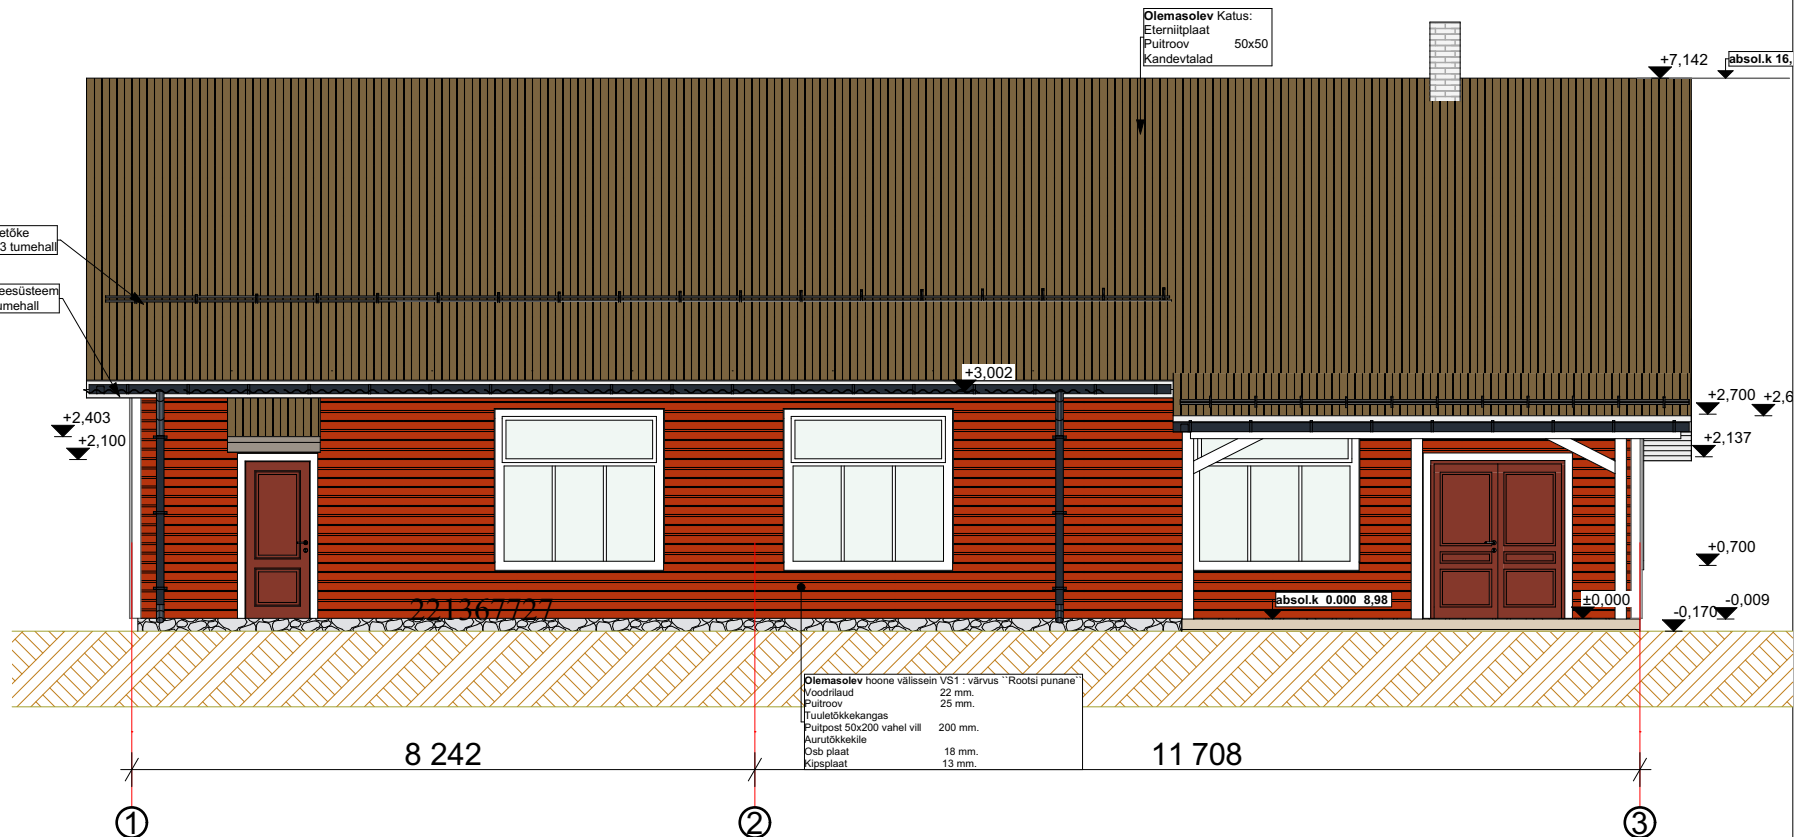 Olemasolev Katus:
Eterniitplaat
Puitroov 50x50
Kandevtalad
+7,142
absol.k 16,
etõke
3 tumehall
eesüsteem
umehall
+3,002
+2,403
+2,100
+2,700
+2,6
+2,137
+0,700
absol.k 0.000 8,98
±0,000
-0,009
-0,170
221367727
Olemasolev hoone välissein VS1 : värvus ``Rootsi punane``
Voodrilaud 22 mm.
Puitroov 25 mm.
Tuuletõkkekangas
Puitpost 50x200 vahel vill 200 mm.
Aurutõkkekile
Osb plaat 18 mm.
Kipsplaat 13 mm.
8 242
11 708
1
2
3